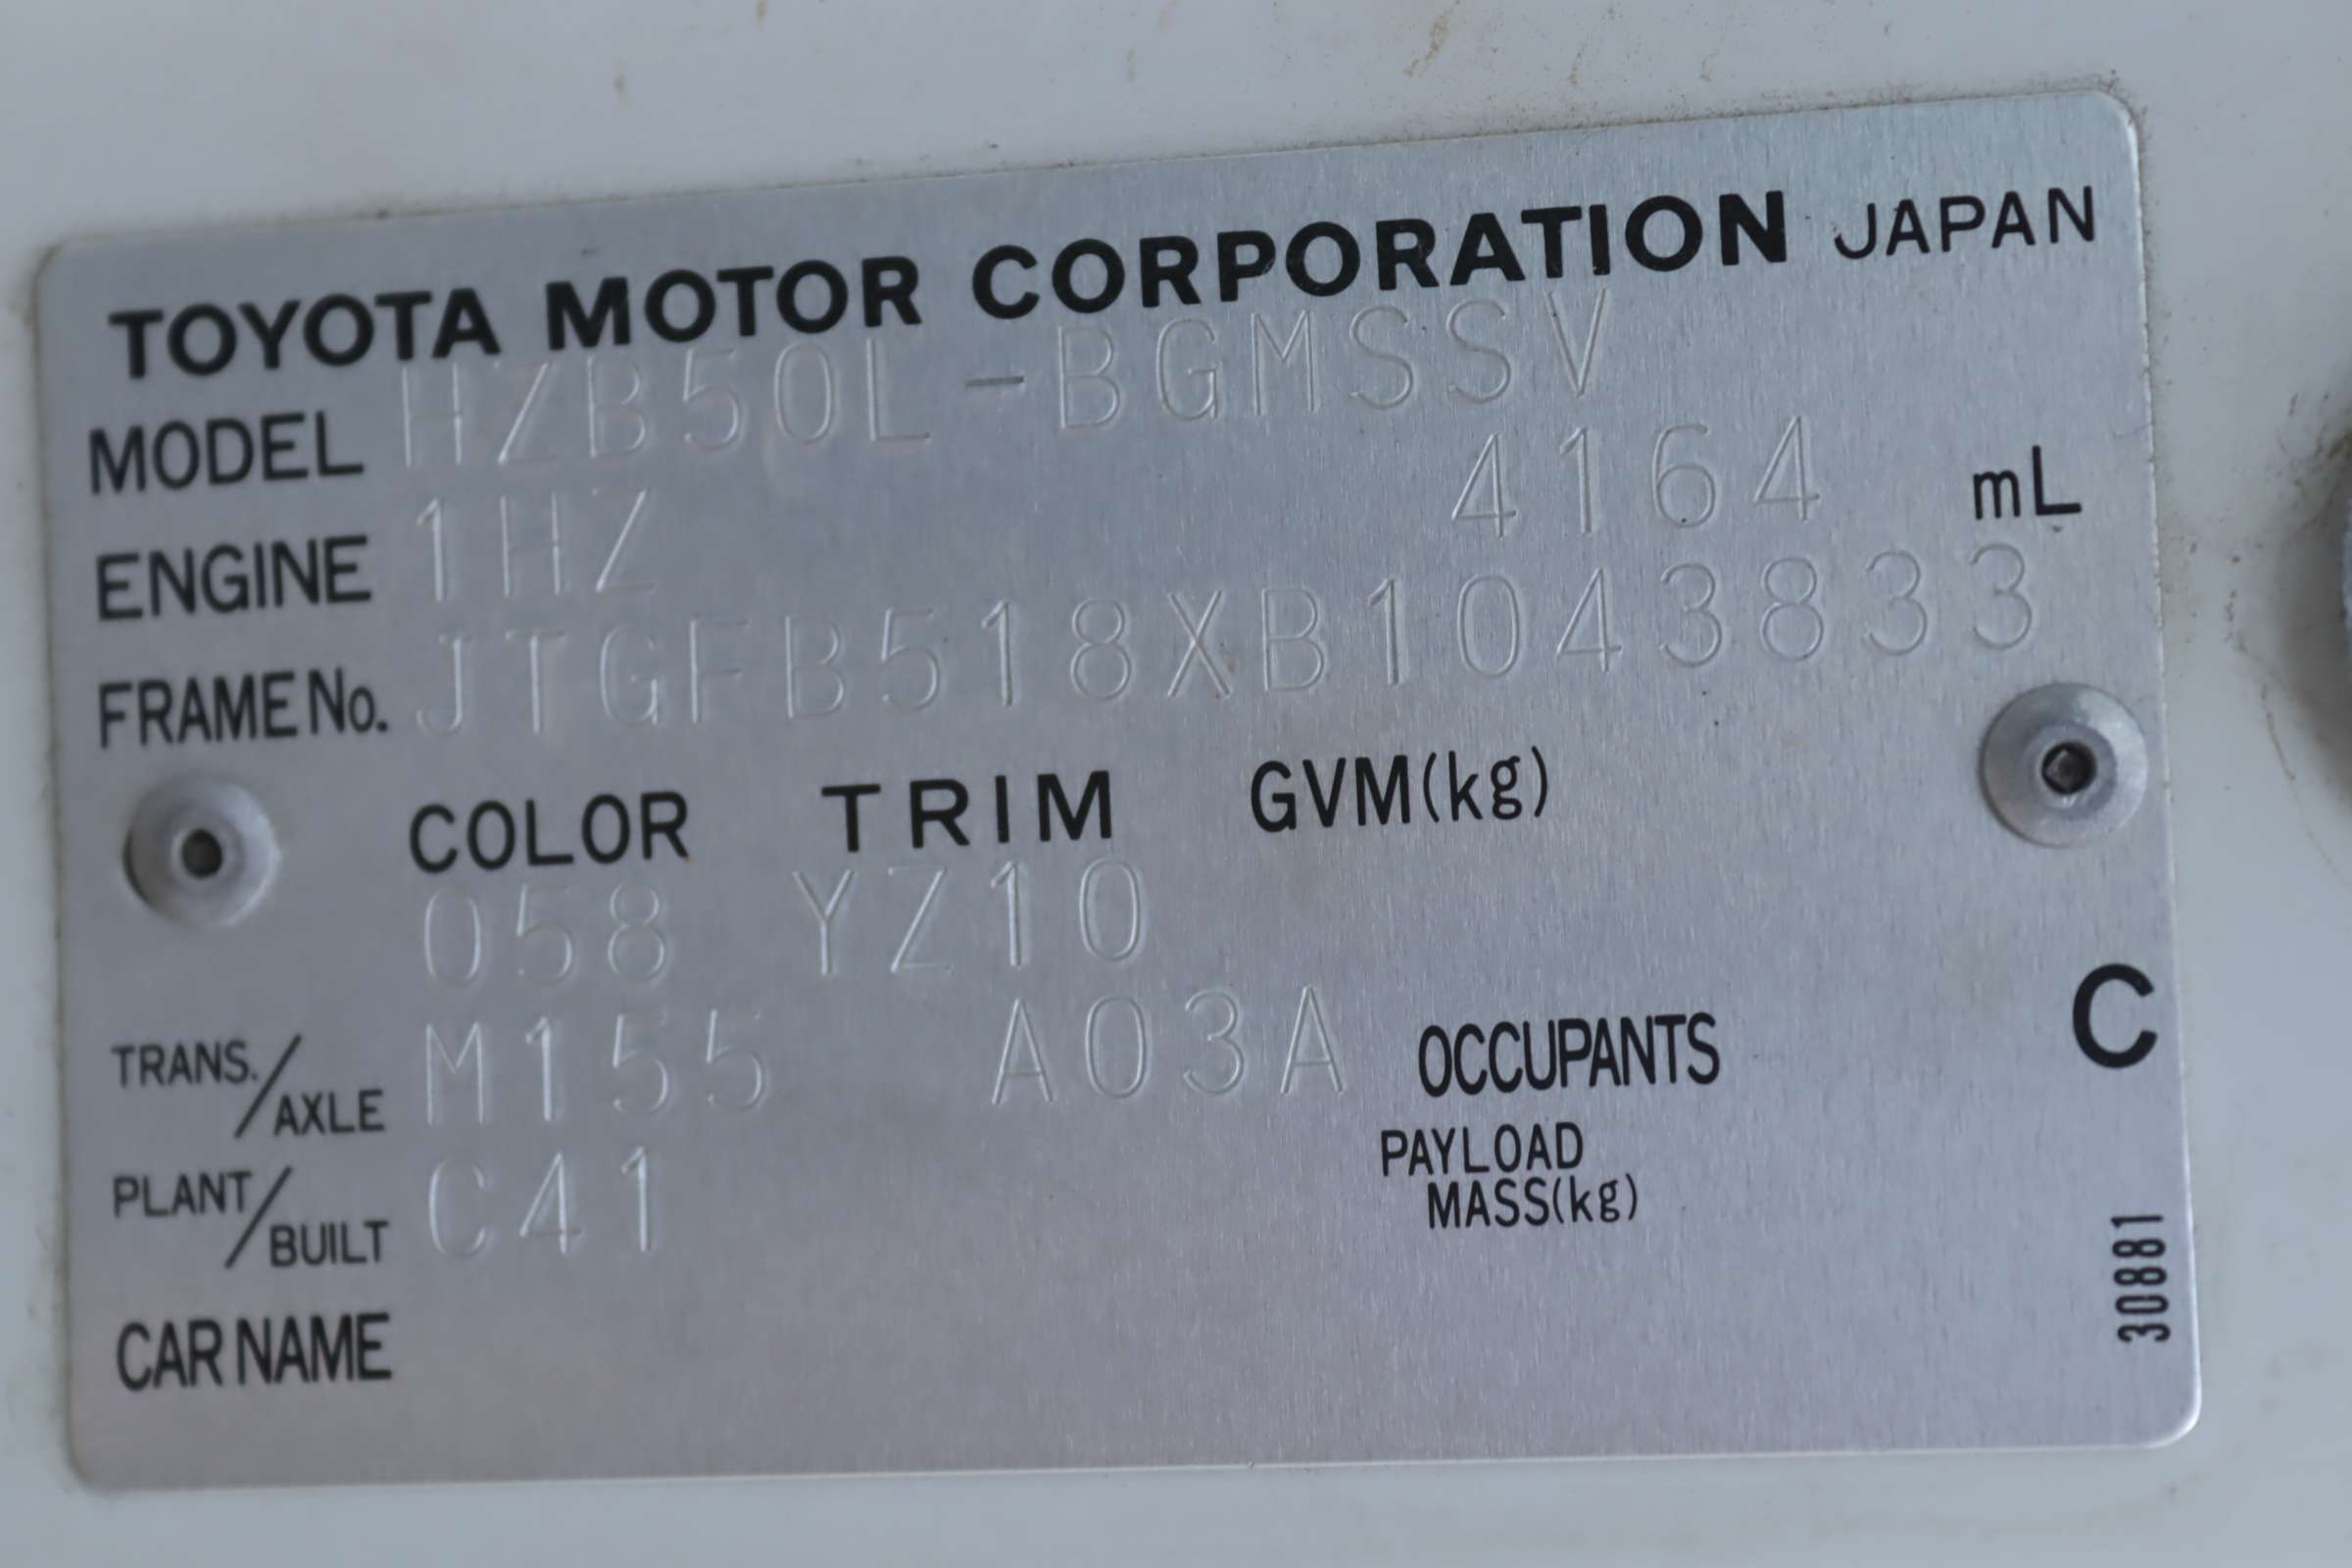 TOYOTA MOTOR CORPORATION JAPAN
MODEL HZB50L-BGMSSV
ENGINE 1HZ 4164 mL
FRAME No. JTGFB518XB1043833
COLOR TRIM GVM(kg)
058 YZ10
TRANS./AXLE M155 A03A OCCUPANTS C
PAYLOAD
MASS(kg)
PLANT/BUILT C41
CAR NAME
30881